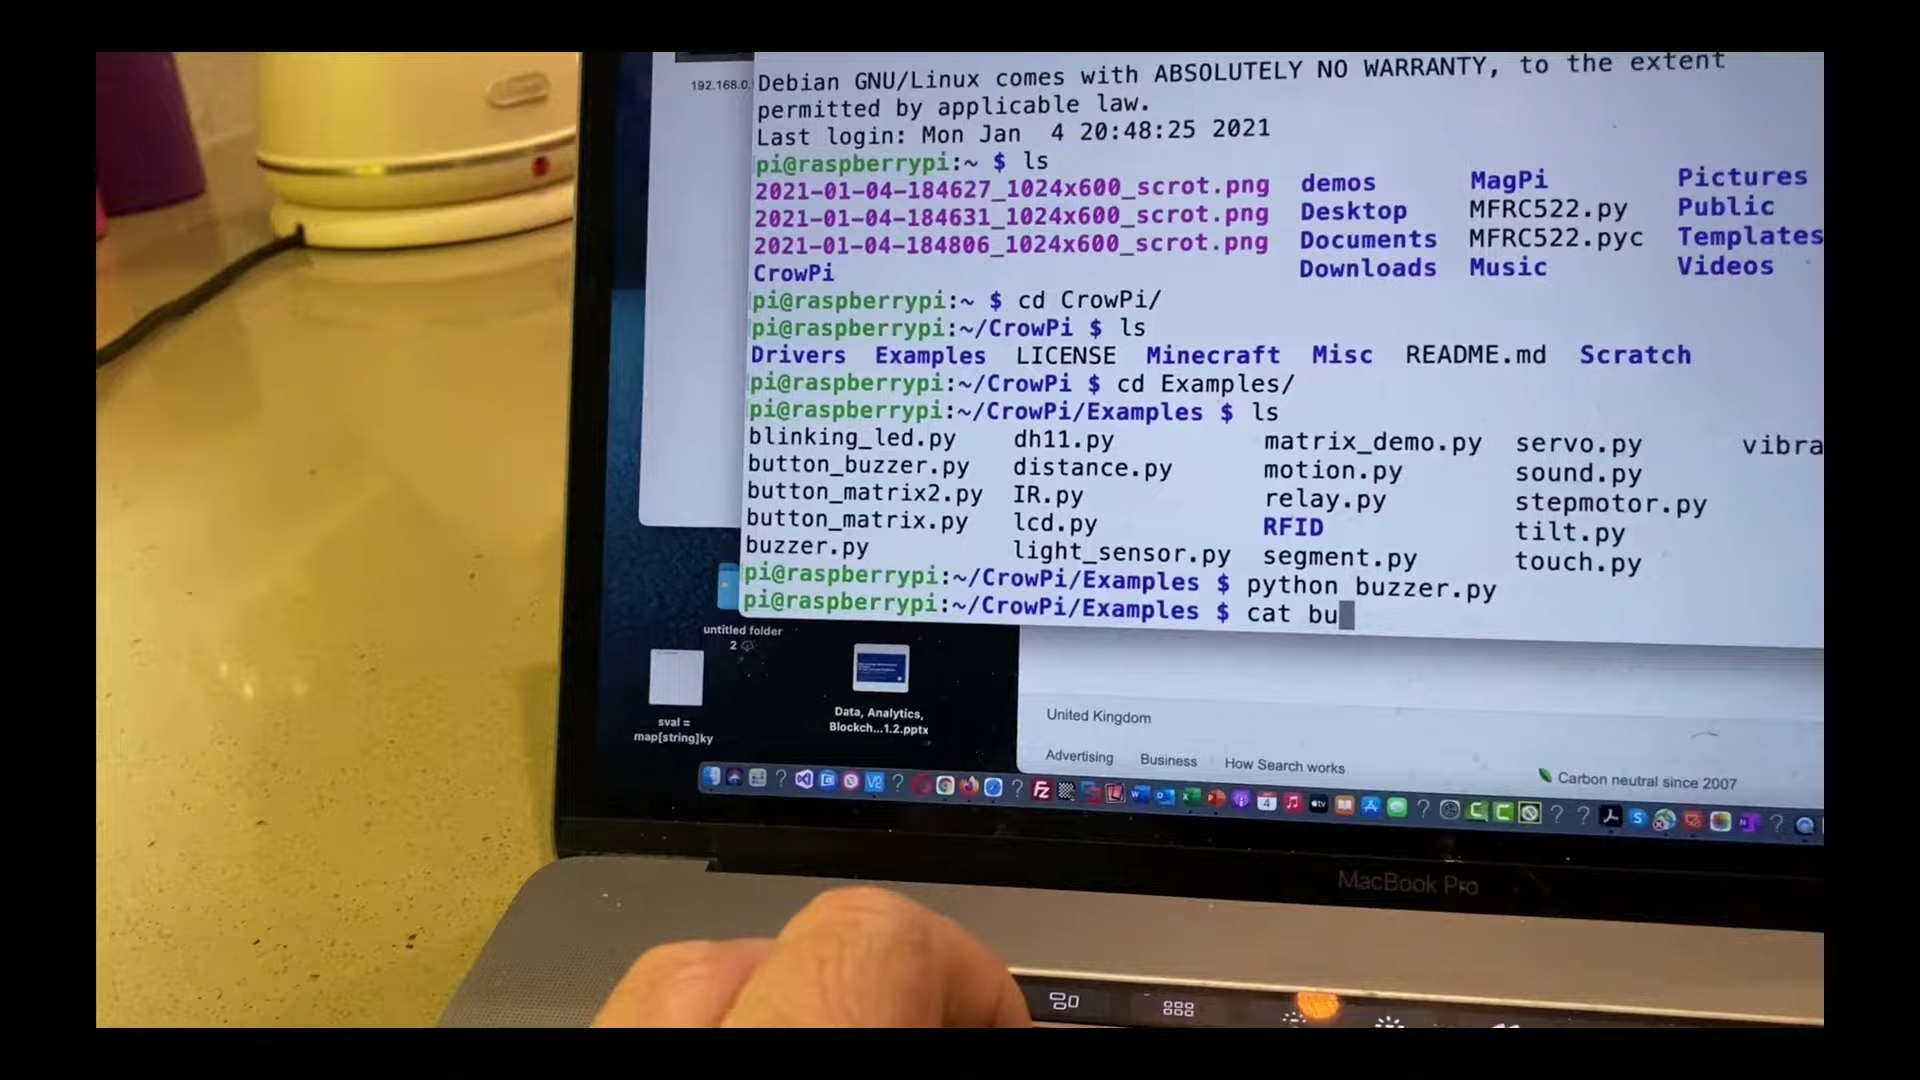 192.168.0.
Debian GNU/Linux comes with ABSOLUTELY NO WARRANTY, to the extent
permitted by applicable law.
Last login: Mon Jan  4 20:48:25 2021
pi@raspberrypi:~ $ ls
2021-01-04-184627_1024x600_scrot.png demos MagPi Pictures
2021-01-04-184631_1024x600_scrot.png Desktop MFRC522.py Public
2021-01-04-184806_1024x600_scrot.png Documents MFRC522.pyc Templates
CrowPi Downloads Music Videos
pi@raspberrypi:~ $ cd CrowPi/
pi@raspberrypi:~/CrowPi $ ls
Drivers Examples LICENSE Minecraft Misc README.md Scratch
pi@raspberrypi:~/CrowPi $ cd Examples/
pi@raspberrypi:~/CrowPi/Examples $ ls
blinking_led.py dh11.py matrix_demo.py servo.py vibra
button_buzzer.py distance.py motion.py sound.py
button_matrix2.py IR.py relay.py stepmotor.py
button_matrix.py lcd.py RFID tilt.py
buzzer.py light_sensor.py segment.py touch.py
pi@raspberrypi:~/CrowPi/Examples $ python buzzer.py
pi@raspberrypi:~/CrowPi/Examples $ cat bu
untitled folder
2
sval =
map[string]ky
Data, Analytics,
Blockch...1.2.pptx
United Kingdom
Advertising Business How Search works
Carbon neutral since 2007
MacBook Pro